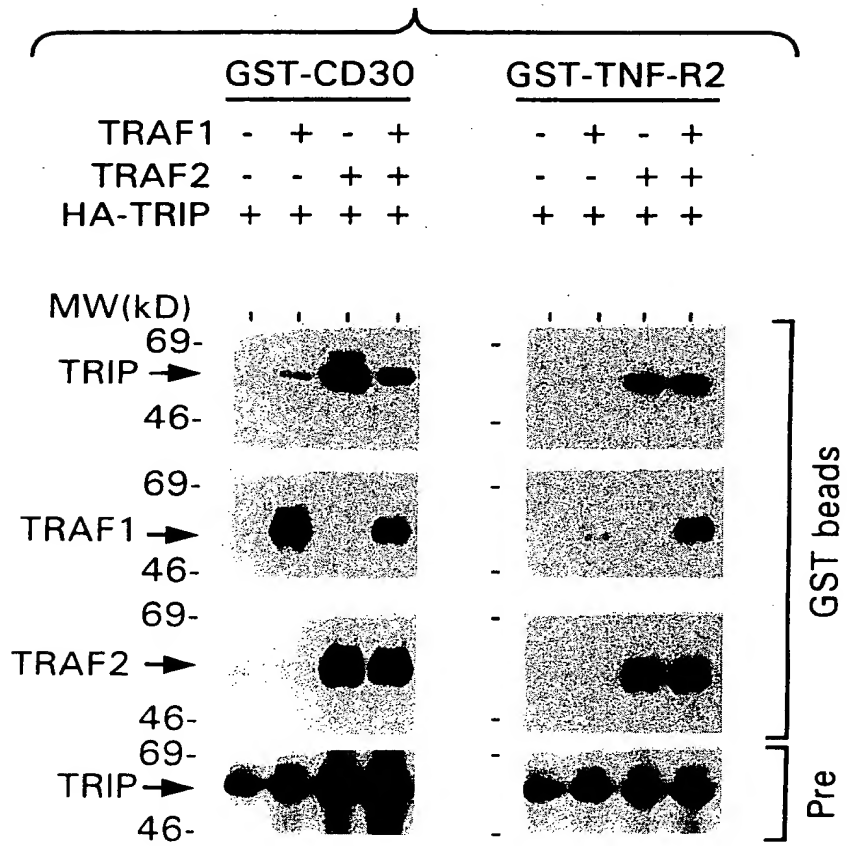 GST-CD30 GST-TNF-R2
TRAF1 - + - + - + - +
TRAF2 - - + + - - + +
HA-TRIP + + + + + + + +
MW(kD)
69-
TRIP
46-
69-
TRAF1
46-
69-
TRAF2
46-
GST beads
69-
TRIP
46-
Pre